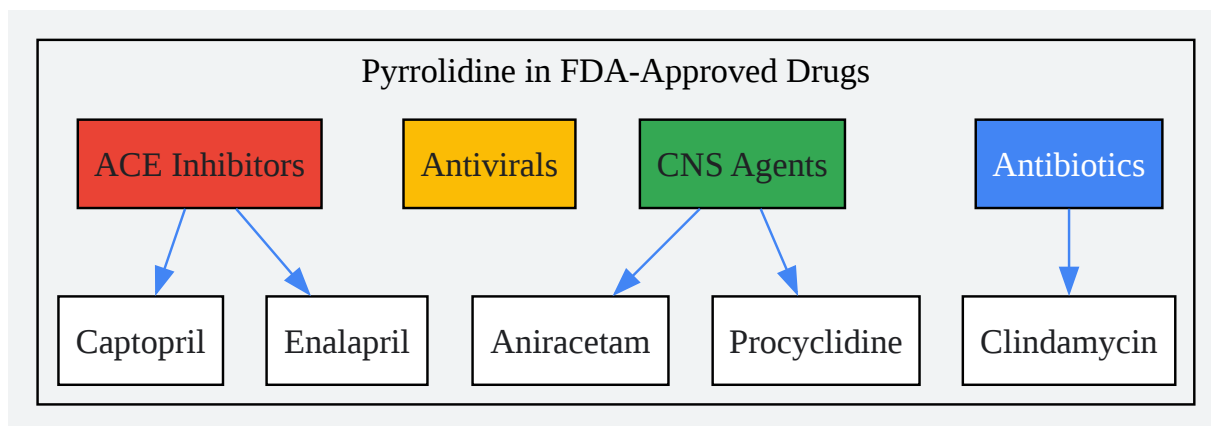 Pyrrolidine in FDA-Approved Drugs
ACE Inhibitors
Antivirals
CNS Agents
Antibiotics
Captopril
Enalapril
Aniracetam
Procyclidine
Clindamycin